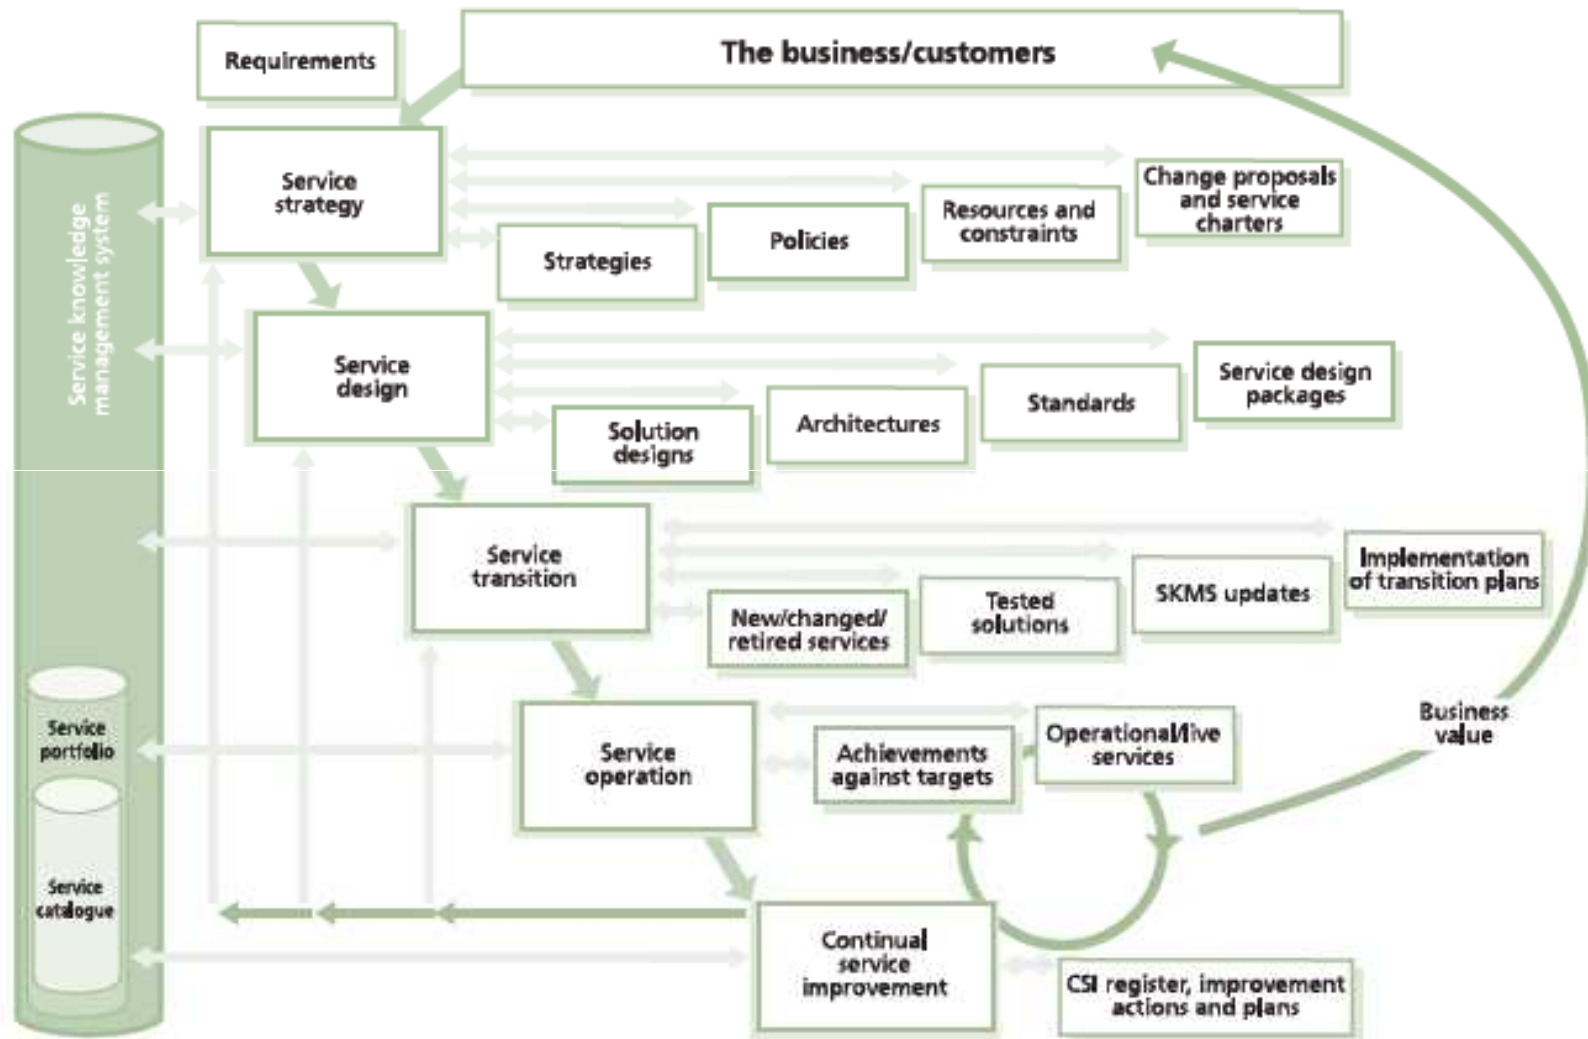 Requirements
The business/customers
Service knowledge
management system
Service
strategy
Strategies
Policies
Resources and
constraints
Change proposals
and service
charters
Service
design
Solution
designs
Architectures
Standards
Service design
packages
Service
transition
New/changed/
retired services
Tested
solutions
SKMS updates
Implementation
of transition plans
Service
portfolio
Service
operation
Achievements
against targets
Operational/live
services
Business
value
Service
catalogue
Continual
service
improvement
CSI register, improvement
actions and plans